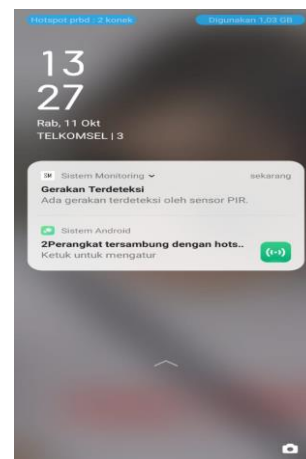 Hotspot prbd : 2 konek
Digunakan 1,03 GB
13
27
Rab, 11 Okt
TELKOMSEL | 3
Sistem Monitoring
sekarang
Gerakan Terdeteksi
Ada gerakan terdeteksi oleh sensor PIR.
Sistem Android
2Perangkat tersambung dengan hots..
Ketuk untuk mengatur